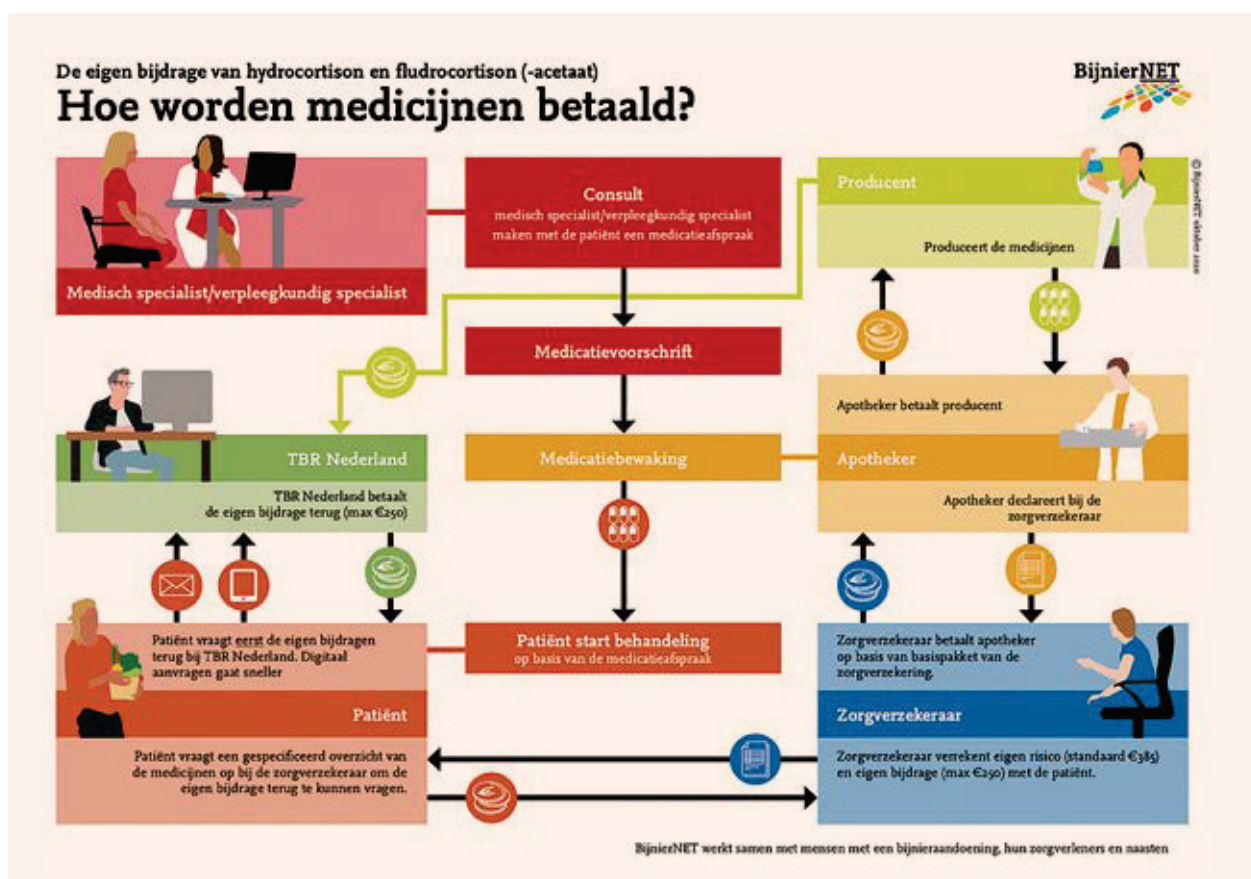 De eigen bijdrage van hydrocortison en fludrocortison (-acetaat)
Hoe worden medicijnen betaald?
BijnierNET
Medisch specialist/verpleegkundig specialist
Consult
medisch specialist/verpleegkundig specialist
maken met de patiënt een medicatieafspraak
Producent
Produceert de medicijnen
© BijnierNET oktober 2020
Medicatievoorschrift
Apotheker betaalt producent
TBR Nederland
Medicatiebewaking
Apotheker
TBR Nederland betaalt
de eigen bijdrage terug (max €250)
Apotheker declareert bij de
zorgverzekeraar
Patiënt vraagt eerst de eigen bijdragen
terug bij TBR Nederland. Digitaal
aanvragen gaat sneller
Patiënt start behandeling
op basis van de medicatieafspraak
Zorgverzekeraar betaalt apotheker
op basis van basispakket van de
zorgverzekering.
Patiënt
Zorgverzekeraar
Patiënt vraagt een gespecificeerd overzicht van
de medicijnen op bij de zorgverzekeraar om de
eigen bijdrage terug te kunnen vragen.
Zorgverzekeraar verrekent eigen risico (standaard €385)
en eigen bijdrage (max €250) met de patiënt.
BijnierNET werkt samen met mensen met een bijnieraandoening, hun zorgverleners en naasten